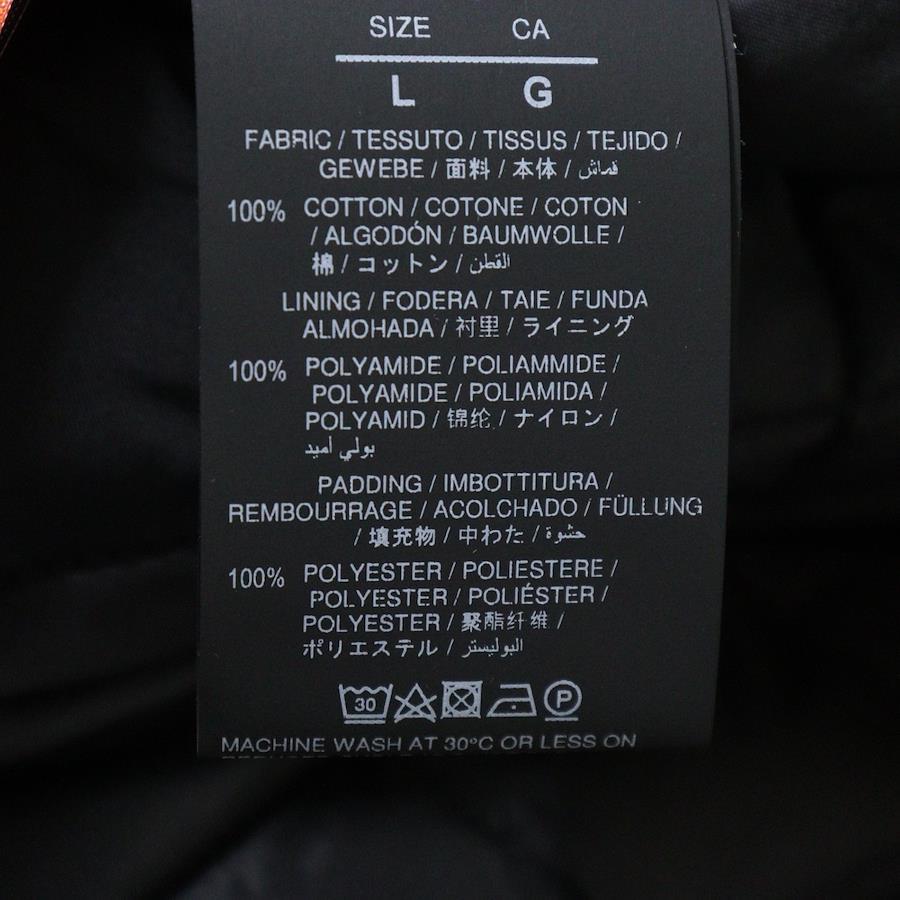 SIZE CA
L G
FABRIC / TESSUTO / TISSUS / TEJIDO /
GEWEBE / 面料 / 本体 / قماش
100% COTTON / COTONE / COTON
/ ALGODÓN / BAUMWOLLE /
棉 / コットン / القطن
LINING / FODERA / TAIE / FUNDA
ALMOHADA / 衬里 / ライニング
100% POLYAMIDE / POLIAMMIDE /
POLYAMIDE / POLIAMIDA /
POLYAMID / 锦纶 / ナイロン /
بولي أميد
PADDING / IMBOTTITURA /
REMBOURRAGE / ACOLCHADO / FÜLLUNG
/ 填充物 / 中わた / حشوة
100% POLYESTER / POLIESTERE /
POLYESTER / POLIÉSTER /
POLYESTER / 聚酯纤维 /
ポリエステル / البوليستر
30 P
MACHINE WASH AT 30°C OR LESS ON